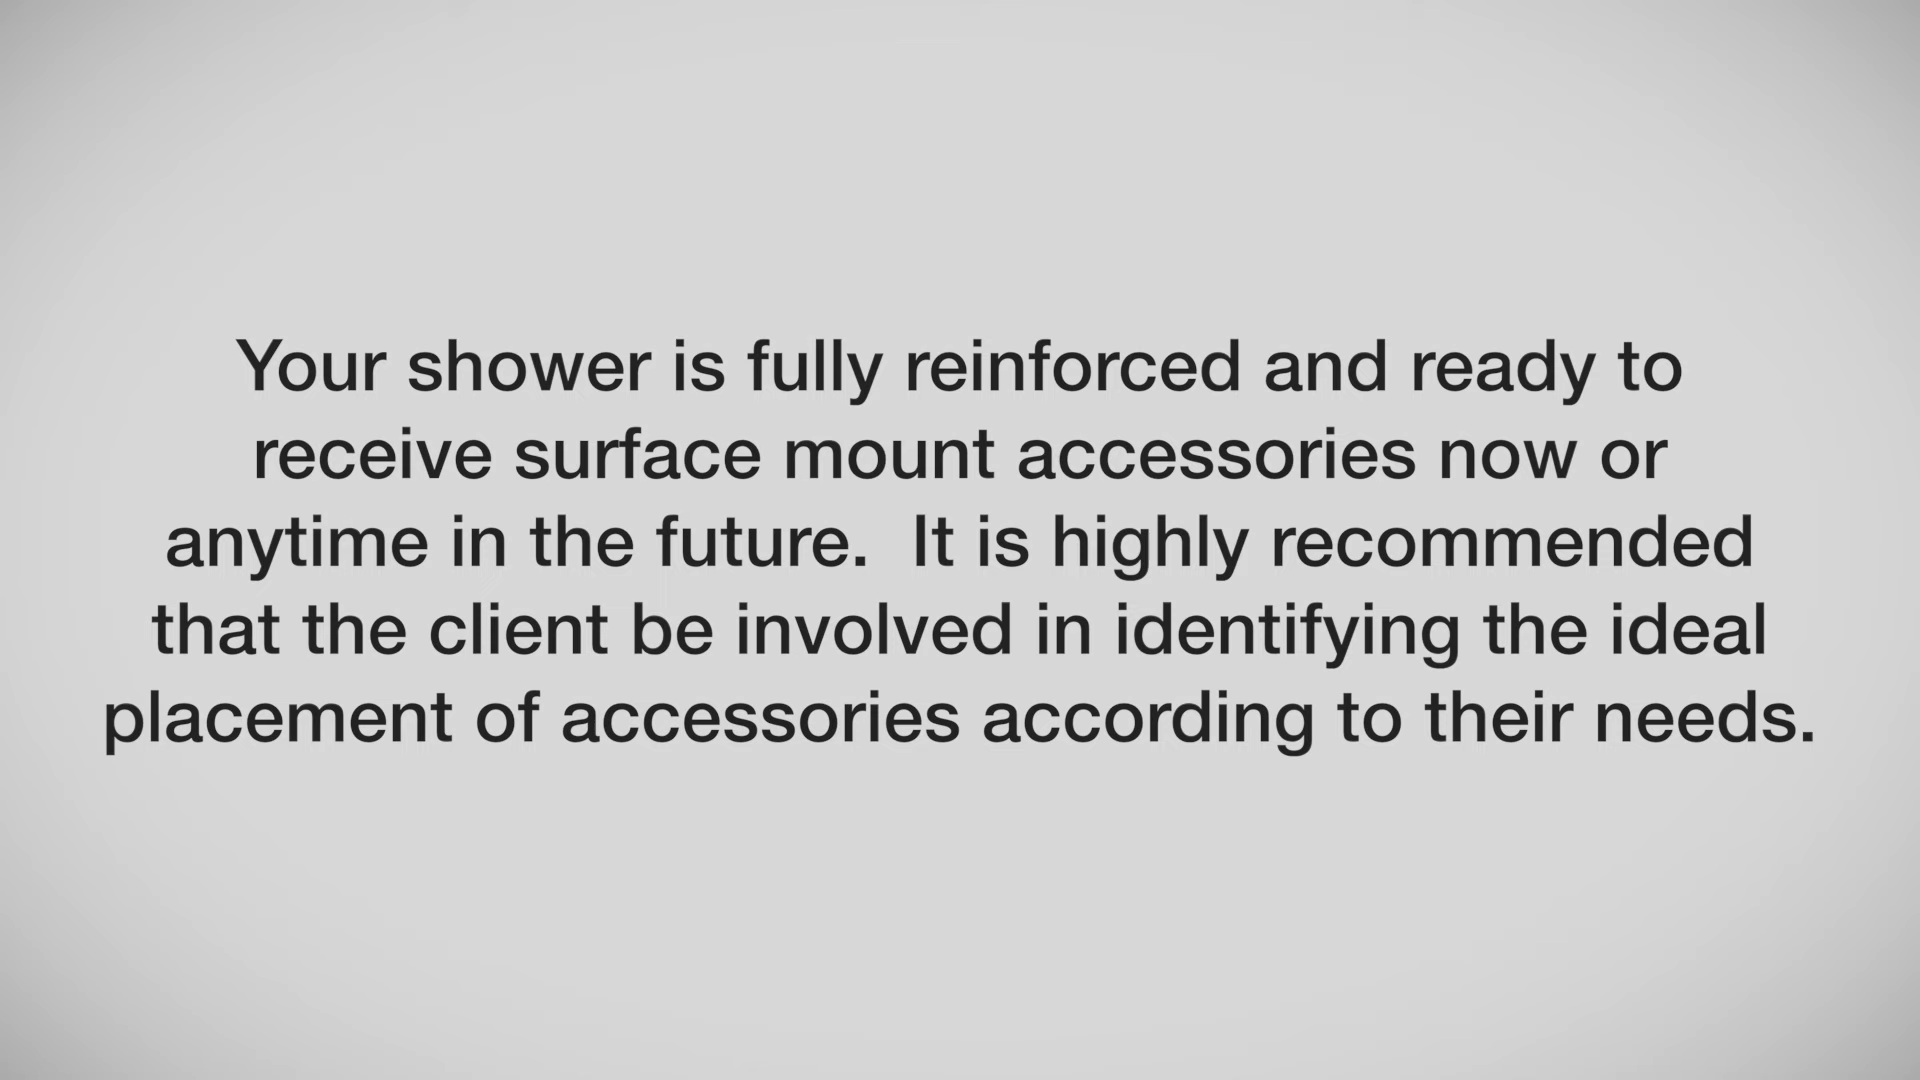 Your shower is fully reinforced and ready to
receive surface mount accessories now or
anytime in the future.  It is highly recommended
that the client be involved in identifying the ideal
placement of accessories according to their needs.